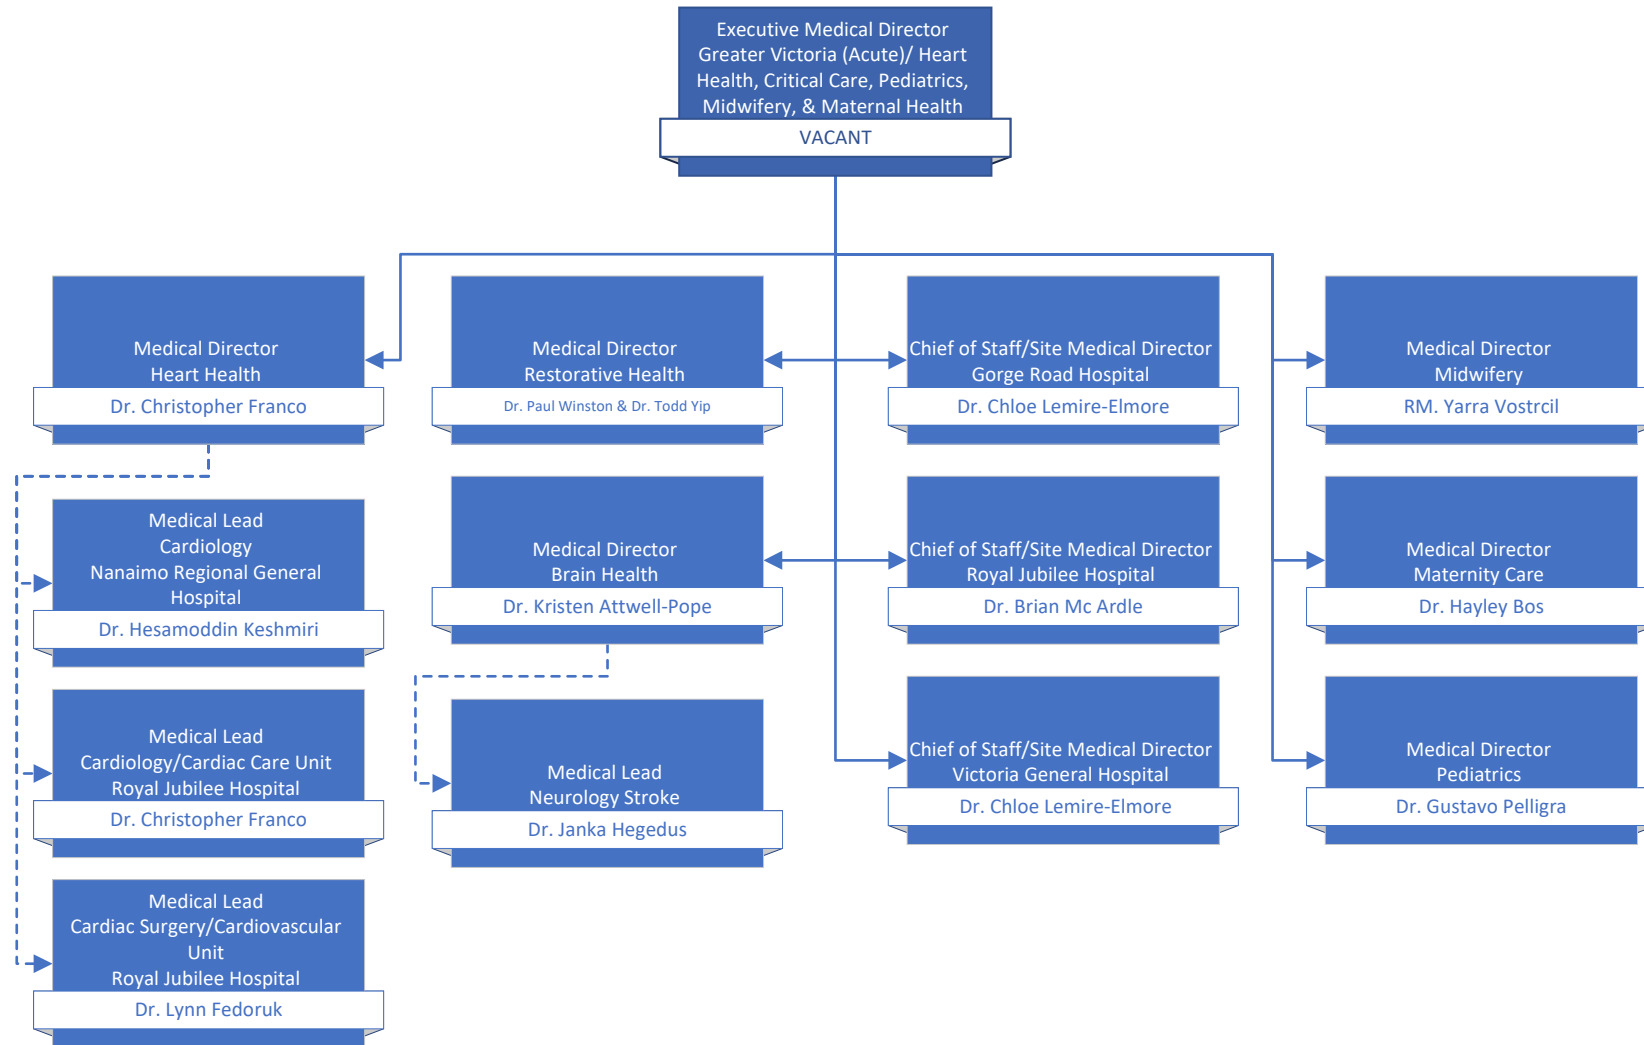 Executive Medical Director
Greater Victoria (Acute)/ Heart
Health, Critical Care, Pediatrics,
Midwifery, & Maternal Health
VACANT
Medical Director
Heart Health
Dr. Christopher Franco
Medical Director
Restorative Health
Dr. Paul Winston & Dr. Todd Yip
Chief of Staff/Site Medical Director
Gorge Road Hospital
Dr. Chloe Lemire-Elmore
Medical Director
Midwifery
RM. Yarra Vostrcil
Medical Lead
Cardiology
Nanaimo Regional General
Hospital
Dr. Hesamoddin Keshmiri
Medical Director
Brain Health
Dr. Kristen Attwell-Pope
Chief of Staff/Site Medical Director
Royal Jubilee Hospital
Dr. Brian Mc Ardle
Medical Director
Maternity Care
Dr. Hayley Bos
Medical Lead
Cardiology/Cardiac Care Unit
Royal Jubilee Hospital
Dr. Christopher Franco
Medical Lead
Neurology Stroke
Dr. Janka Hegedus
Chief of Staff/Site Medical Director
Victoria General Hospital
Dr. Chloe Lemire-Elmore
Medical Director
Pediatrics
Dr. Gustavo Pelligra
Medical Lead
Cardiac Surgery/Cardiovascular
Unit
Royal Jubilee Hospital
Dr. Lynn Fedoruk